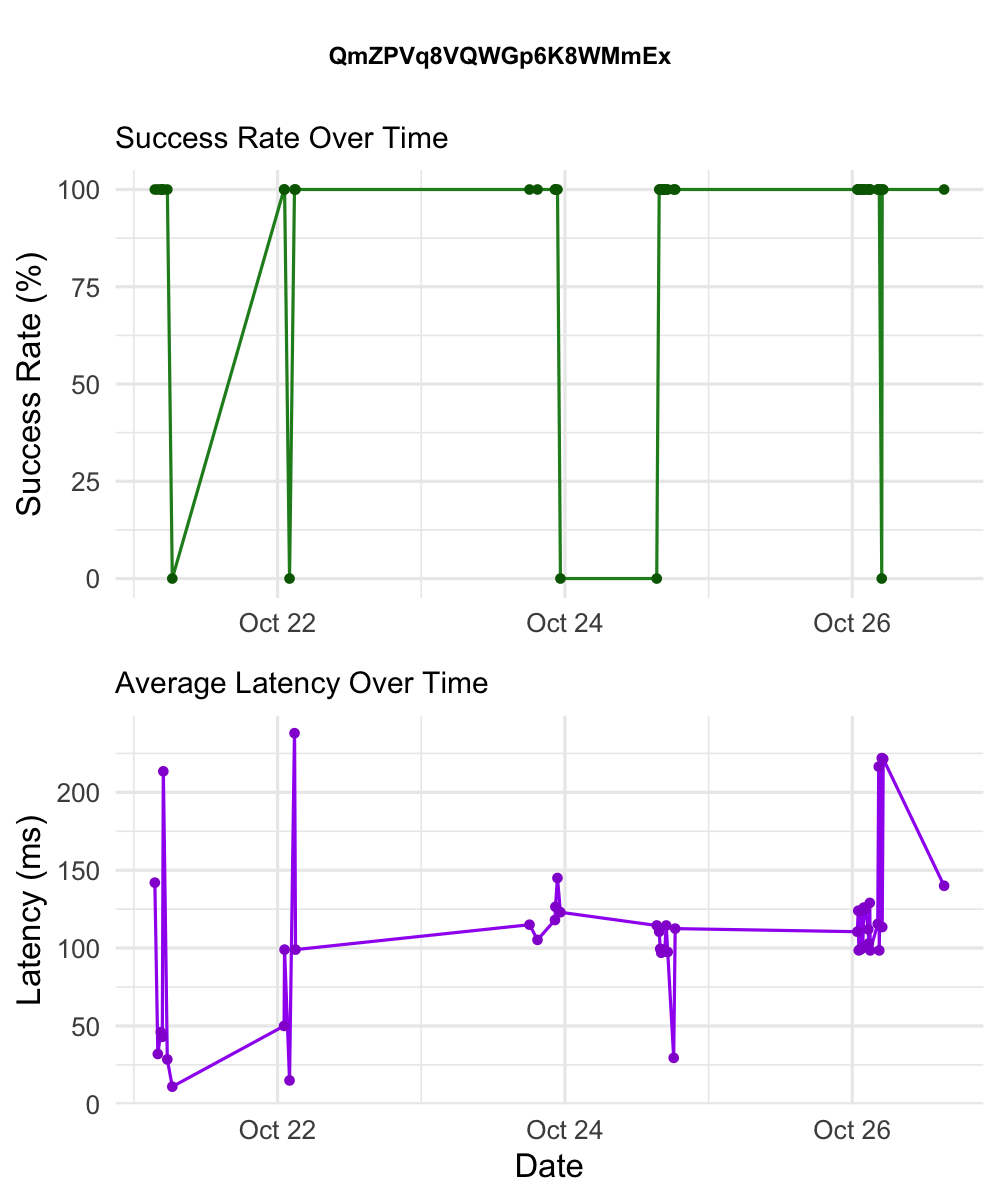 QmZPVq8VQWGp6K8WMmEx
Success Rate Over Time
100
75
50
25
0
Success Rate (%)
Oct 22 Oct 24 Oct 26
Average Latency Over Time
200
150
100
50
0
Latency (ms)
Oct 22 Oct 24 Oct 26
Date